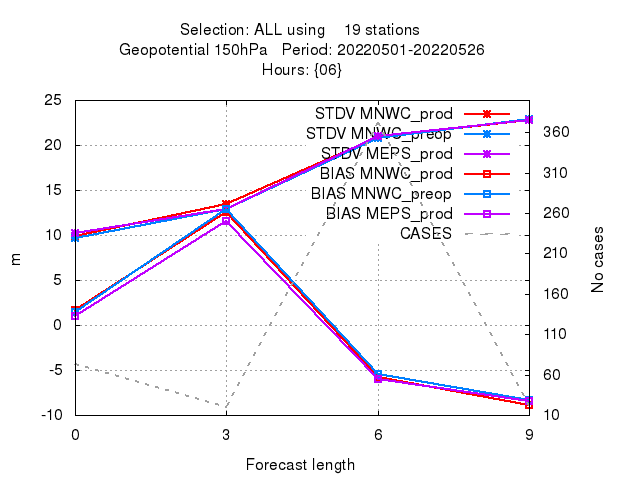 Selection: ALL using    19 stations
Geopotential 150hPa   Period: 20220501-20220526
Hours: {06}
25
20
15
10
5
0
-5
-10
m
STDV MNWC_prod
STDV MNWC_preop
STDV MEPS_prod
BIAS MNWC_prod
BIAS MNWC_preop
BIAS MEPS_prod
CASES
360
310
260
210
160
110
60
10
No cases
0 3 6 9
Forecast length